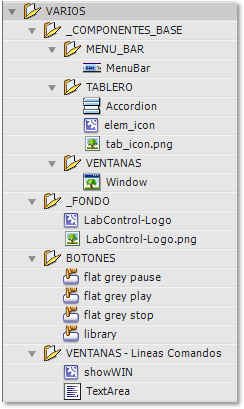 VARIOS
_COMPONENTES_BASE
MENU_BAR
MenuBar
TABLERO
Accordion
elem_icon
tab_icon.png
VENTANAS
Window
_FONDO
LabControl-Logo
LabControl-Logo.png
BOTONES
flat grey pause
flat grey play
flat grey stop
library
VENTANAS - Lineas Comandos
showWIN
TextArea